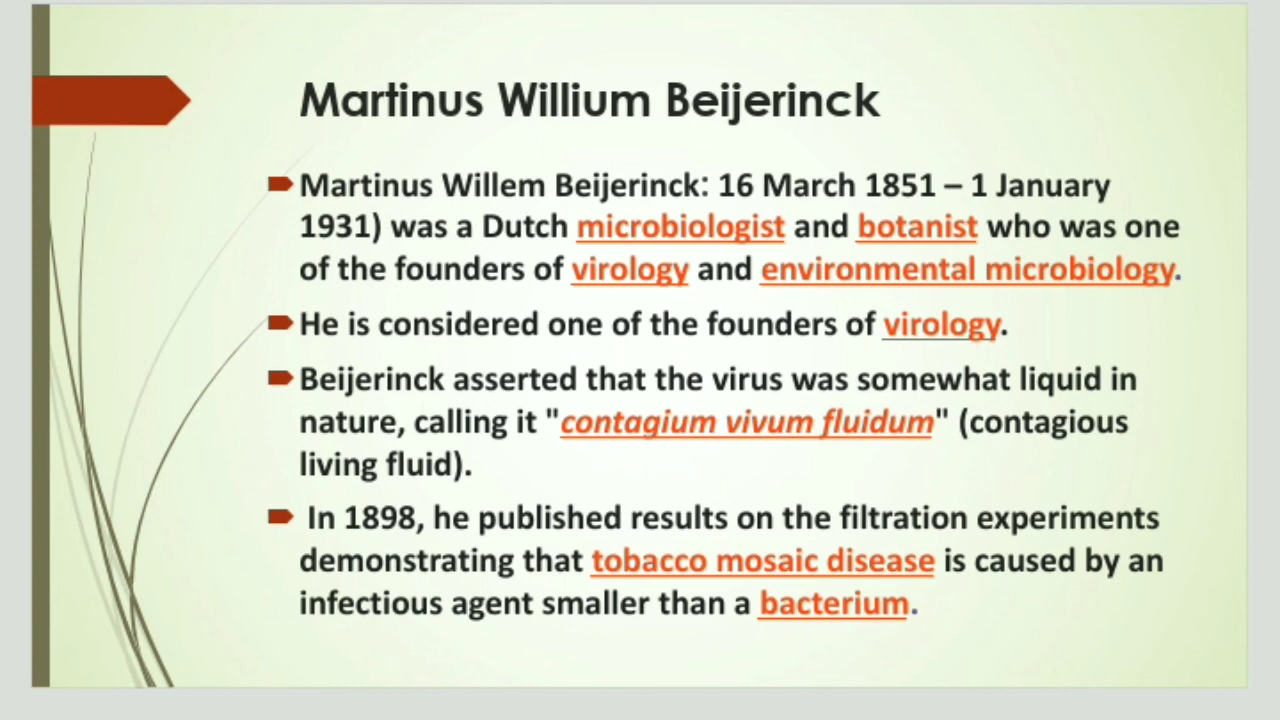 Martinus Willium Beijerinck
Martinus Willem Beijerinck: 16 March 1851 – 1 January
1931) was a Dutch microbiologist and botanist who was one
of the founders of virology and environmental microbiology.
He is considered one of the founders of virology.
Beijerinck asserted that the virus was somewhat liquid in
nature, calling it "contagium vivum fluidum" (contagious
living fluid).
In 1898, he published results on the filtration experiments
demonstrating that tobacco mosaic disease is caused by an
infectious agent smaller than a bacterium.